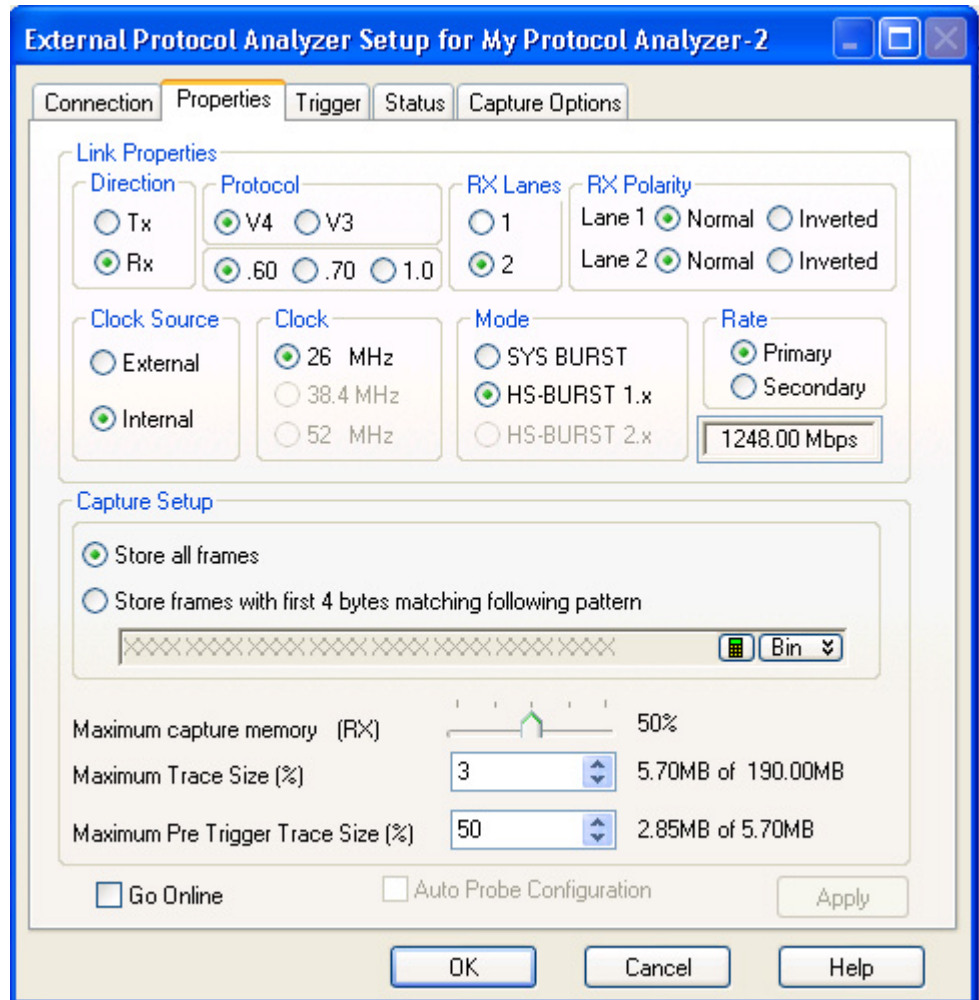 External Protocol Analyzer Setup for My Protocol Analyzer-2
Connection Properties Trigger Status Capture Options
Link Properties
Direction Protocol RX Lanes RX Polarity
Tx V4 V3 1 Lane 1 Normal Inverted
Rx .60 .70 1.0 2 Lane 2 Normal Inverted
Clock Source Clock Mode Rate
External 26 MHz SYS BURST Primary
38.4 MHz HS-BURST 1.x Secondary
Internal 52 MHz HS-BURST 2.x 1248.00 Mbps
Capture Setup
Store all frames
Store frames with first 4 bytes matching following pattern
XXXX XXXX XXXX XXXX XXXX XXXX XXXX XXXX Bin
Maximum capture memory (RX) 50%
Maximum Trace Size (%) 3 5.70MB of 190.00MB
Maximum Pre Trigger Trace Size (%) 50 2.85MB of 5.70MB
Go Online Auto Probe Configuration Apply
OK Cancel Help